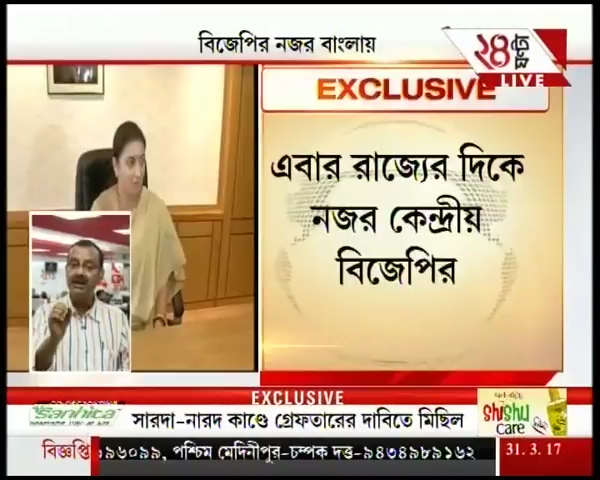 বিজেপির নজর বাংলায়
২৪ ঘণ্টা
LIVE
EXCLUSIVE
এবার রাজ্যের দিকে
নজর কেন্দ্রীয়
বিজেপির
EXCLUSIVE
Sanhita
সারদা-নারদ কাণ্ডে গ্রেফতারের দাবিতে মিছিল
Shishu
care
বিজ্ঞপ্তি
৯৬০৯৯, পশ্চিম মেদিনীপুর-চম্পক দত্ত-৯৪৩৪৯৮৯১৬২
31. 3. 17